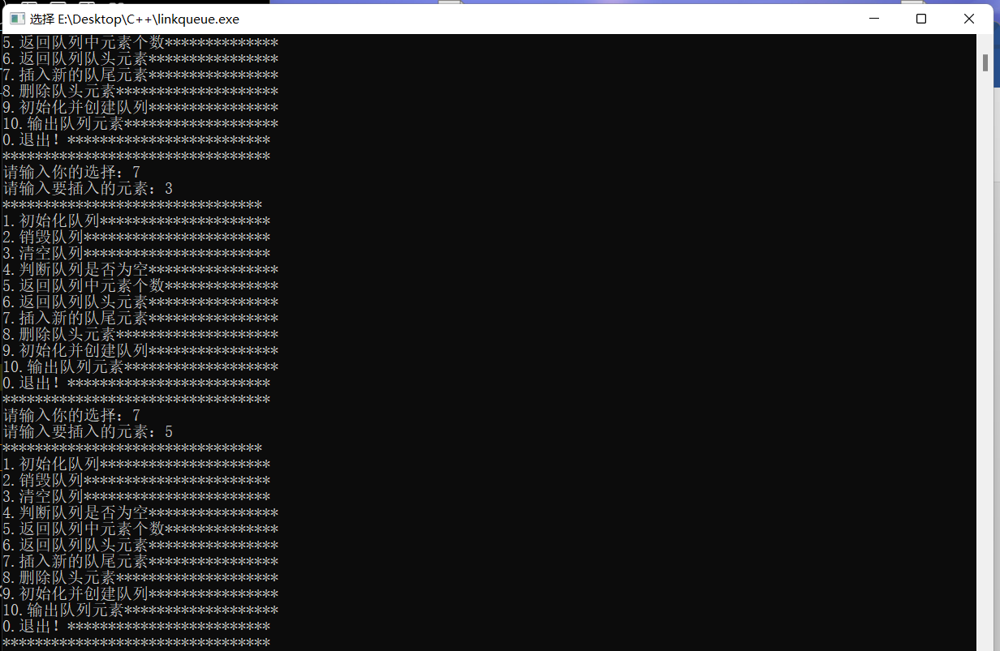 选择 E:\Desktop\C++\linkqueue.exe
5.返回队列中元素个数**************
6.返回队列队头元素****************
7.插入新的队尾元素****************
8.删除队头元素********************
9.初始化并创建队列****************
10.输出队列元素*******************
0.退出！*************************
*********************************
请输入你的选择：7
请输入要插入的元素：3
********************************
1.初始化队列*********************
2.销毁队列***********************
3.清空队列***********************
4.判断队列是否为空****************
5.返回队列中元素个数**************
6.返回队列队头元素****************
7.插入新的队尾元素****************
8.删除队头元素********************
9.初始化并创建队列****************
10.输出队列元素*******************
0.退出！*************************
*********************************
请输入你的选择：7
请输入要插入的元素：5
********************************
1.初始化队列*********************
2.销毁队列***********************
3.清空队列***********************
4.判断队列是否为空****************
5.返回队列中元素个数**************
6.返回队列队头元素****************
7.插入新的队尾元素****************
8.删除队头元素********************
9.初始化并创建队列****************
10.输出队列元素*******************
0.退出！*************************
*********************************